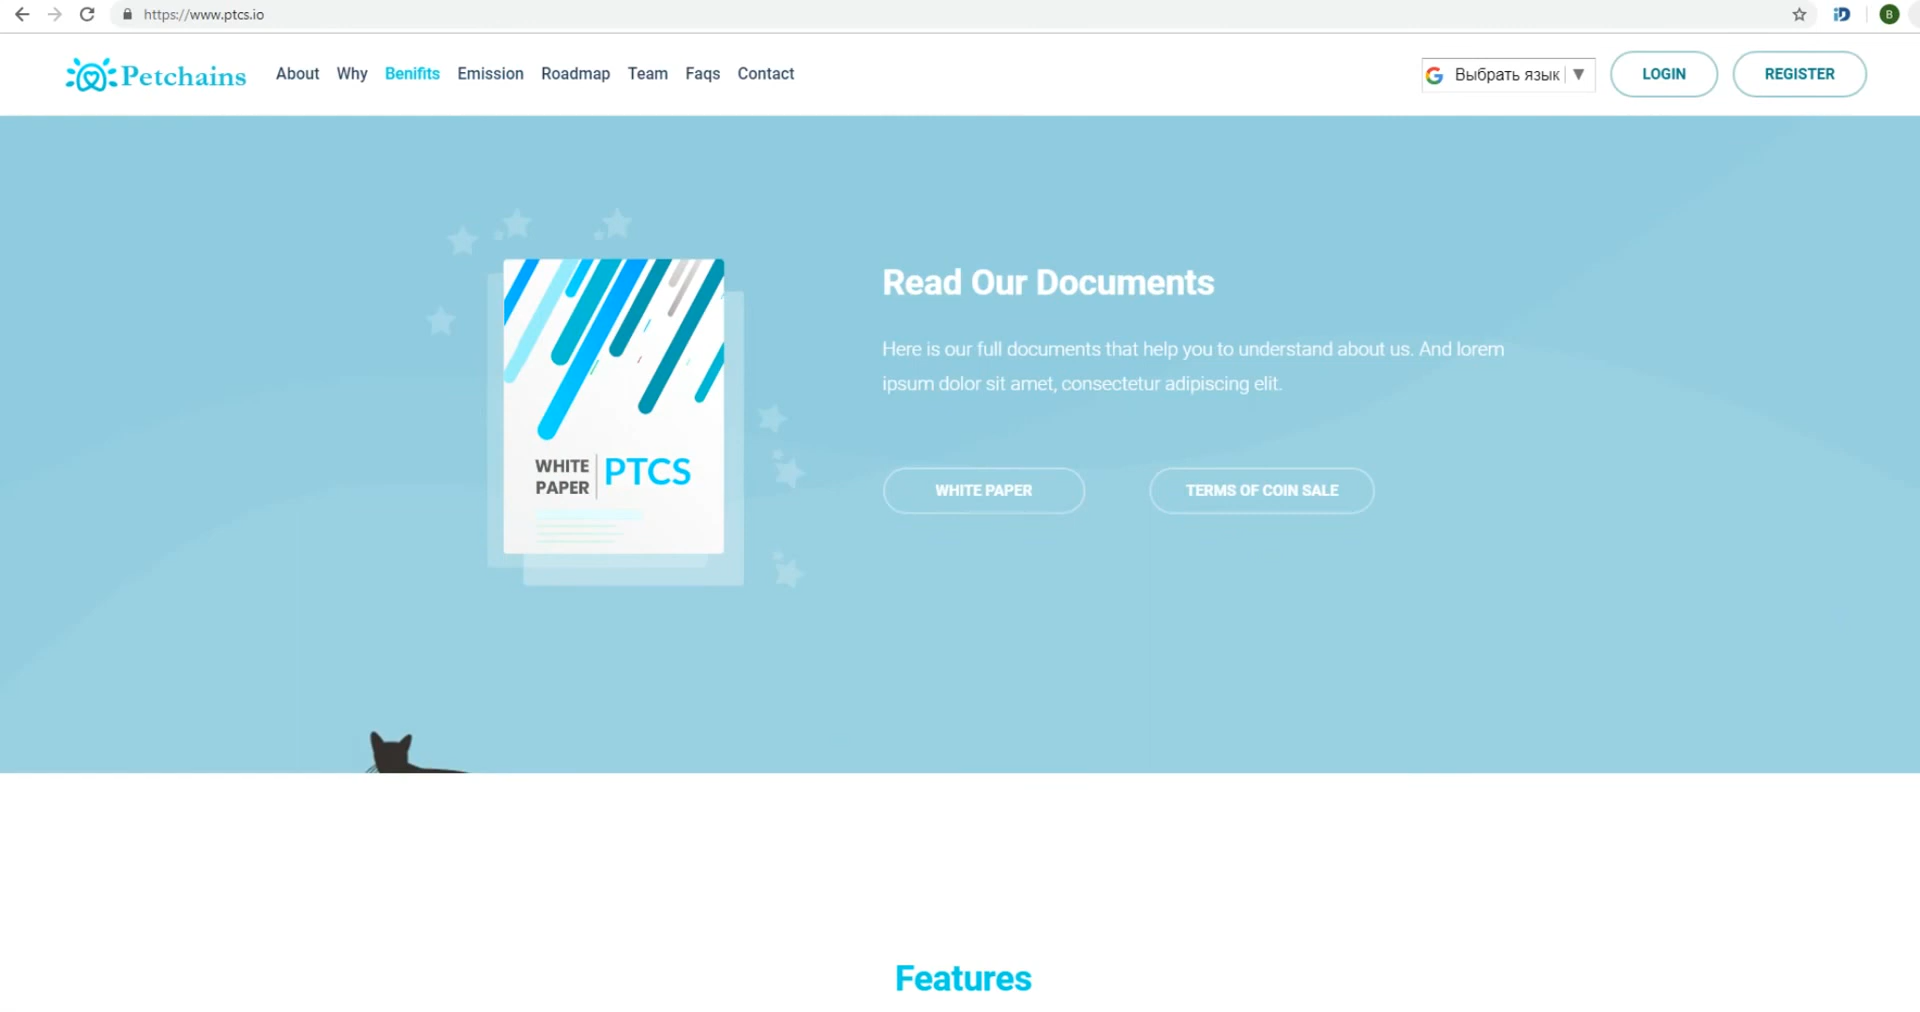 https://www.ptcs.io
B
Petchains
About Why Benifits Emission Roadmap Team Faqs Contact
Выбрать язык
LOGIN
REGISTER
WHITE PAPER
PTCS
Read Our Documents
Here is our full documents that help you to understand about us. And lorem
ipsum dolor sit amet, consectetur adipiscing elit.
WHITE PAPER
TERMS OF COIN SALE
Features